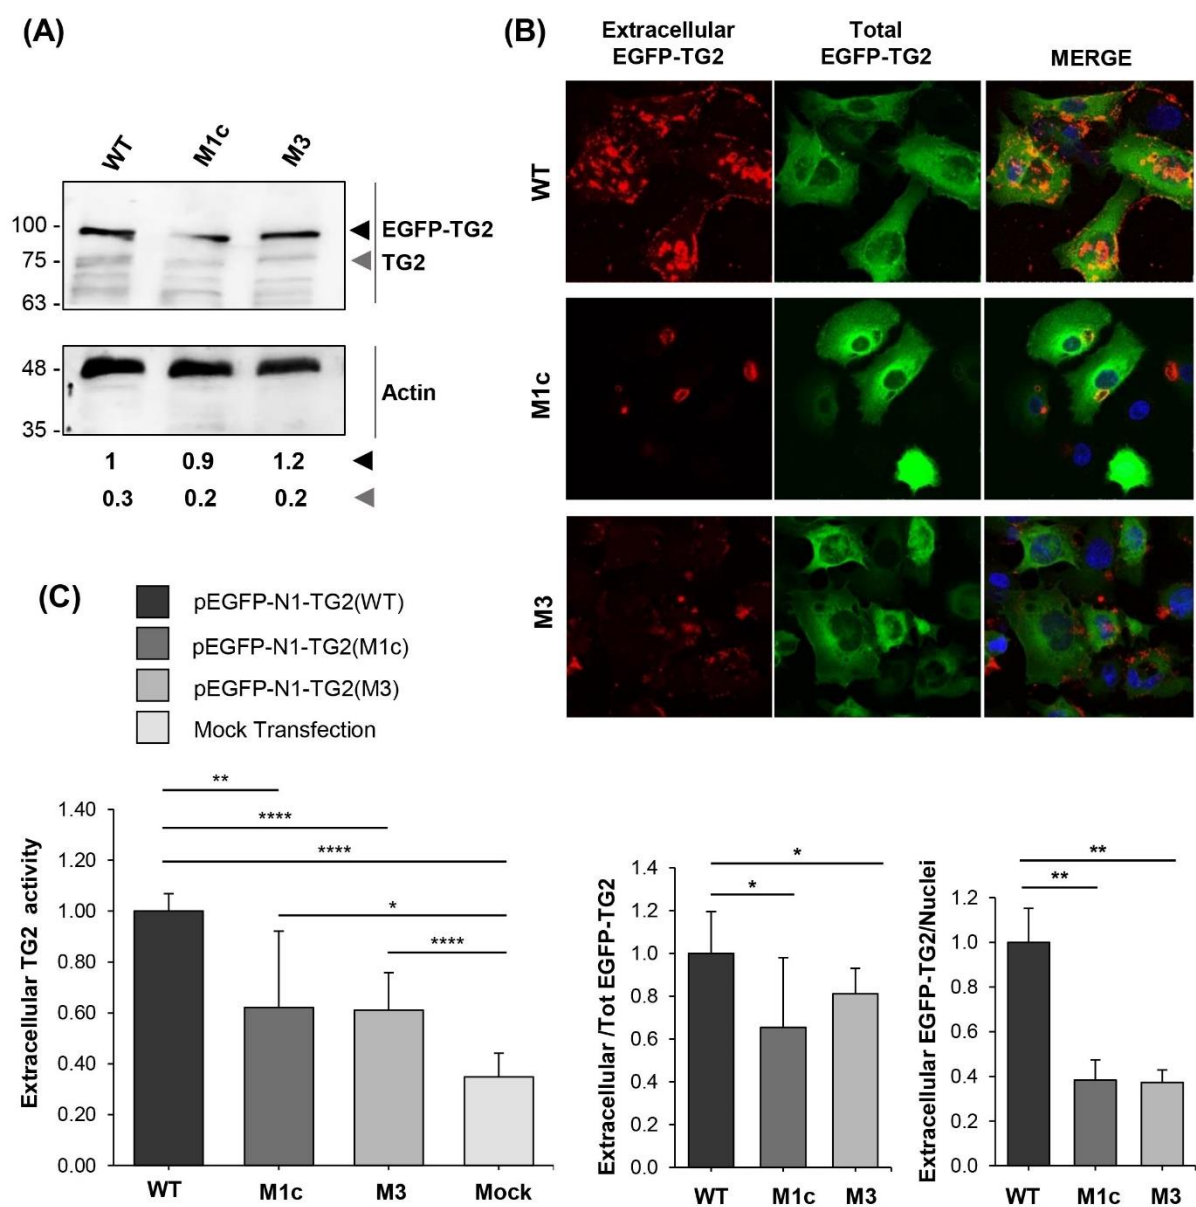 (A)
WT
M1c
M3
100
75
63
EGFP-TG2
TG2
48
35
Actin
1 0.9 1.2
0.3 0.2 0.2
(B)
Extracellular
EGFP-TG2
Total
EGFP-TG2
MERGE
WT
M1c
M3
(C)
pEGFP-N1-TG2(WT)
pEGFP-N1-TG2(M1c)
pEGFP-N1-TG2(M3)
Mock Transfection
Extracellular TG2 activity
1.40
1.20
1.00
0.80
0.60
0.40
0.20
0.00
**
****
****
*
****
WT M1c M3 Mock
Extracellular /Tot EGFP-TG2
1.4
1.2
1.0
0.8
0.6
0.4
0.2
0.0
*
*
WT M1c M3
Extracellular EGFP-TG2/Nuclei
1.2
1.0
0.8
0.6
0.4
0.2
0.0
**
**
WT M1c M3